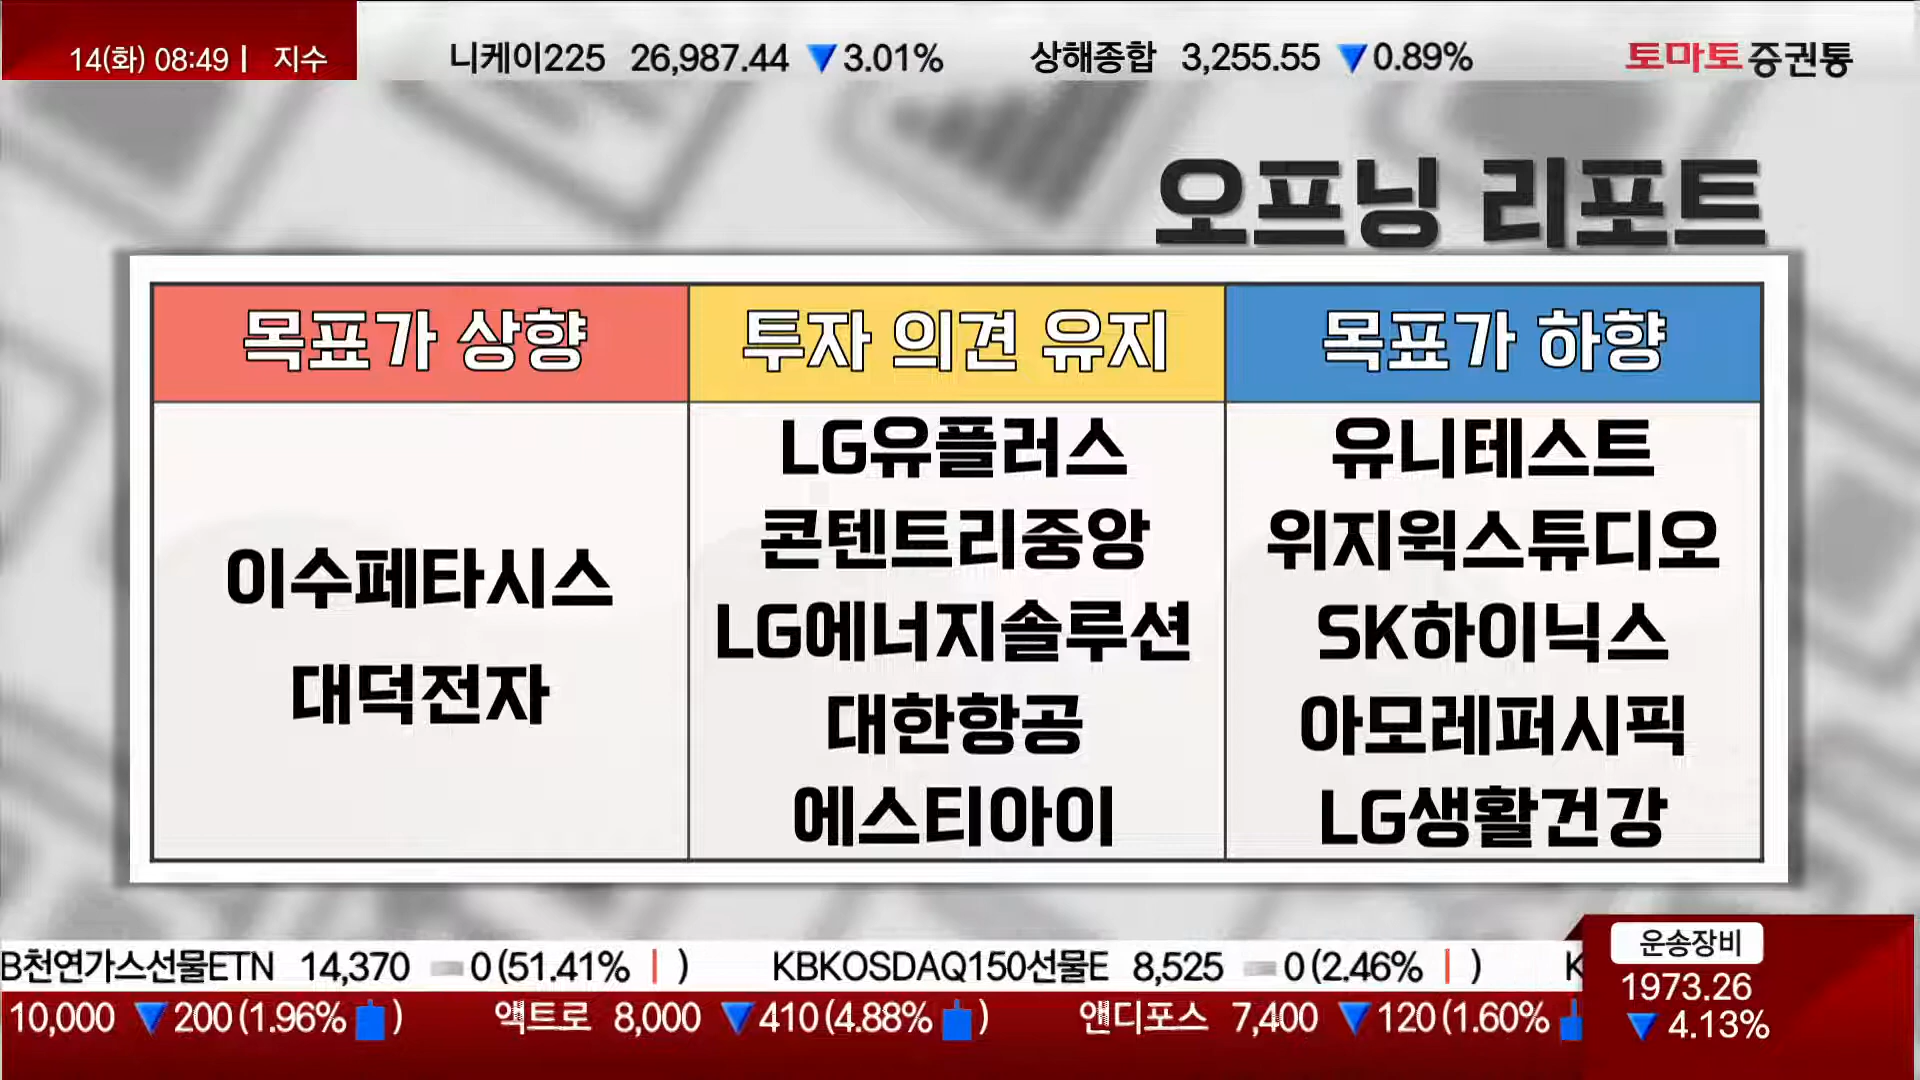 14(화) 08:49 | 지수 니케이225 26,987.44 ▼3.01% 상해종합 3,255.55 ▼0.89% 토마토증권통
오프닝 리포트
목표가 상향 투자 의견 유지 목표가 하향
이수페타시스
대덕전자
LG유플러스
콘텐트리중앙
LG에너지솔루션
대한항공
에스티아이
유니테스트
위지윅스튜디오
SK하이닉스
아모레퍼시픽
LG생활건강
B천연가스선물ETN 14,370 0(51.41% | ) KBKOSDAQ150선물E 8,525 0(2.46% | )
10,000 ▼200(1.96% ) 액트로 8,000 ▼410(4.88% ) 앤디포스 7,400 ▼120(1.60%
운송장비
1973.26
▼ 4.13%